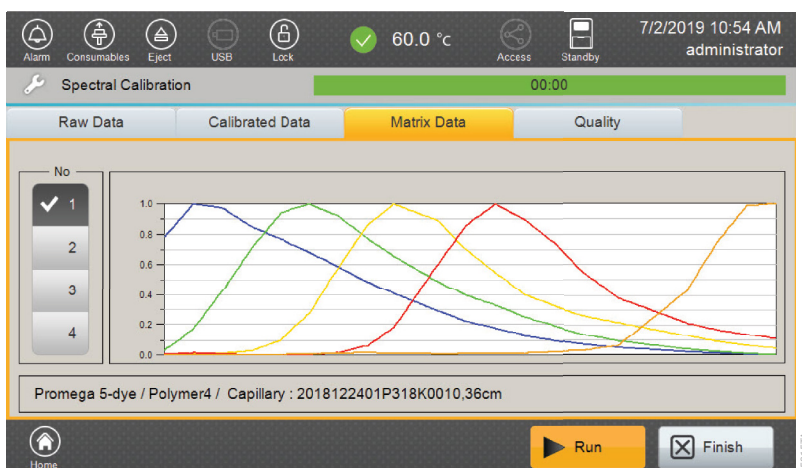 7/2/2019 10:54 AM
60.0 °c
administrator
Alarm Consumables Eject USB Lock Access Standby
Spectral Calibration 00:00
Raw Data Calibrated Data Matrix Data Quality
No
1
2
3
4
1.0
0.8
0.6
0.4
0.2
0.0
Promega 5-dye / Polymer4 / Capillary : 2018122401P318K0010,36cm
Run Finish
Home